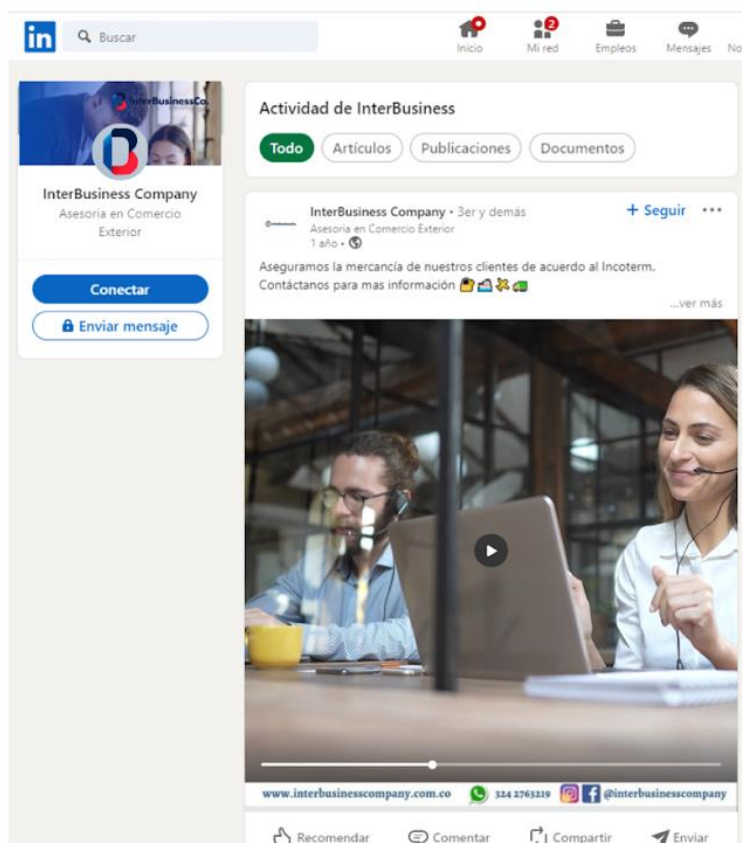 in
Buscar
Inicio
2
Mi red
Empleos
Mensajes
No
InterBusinessCo.
InterBusiness Company
Asesoria en Comercio
Exterior
Conectar
Enviar mensaje
Actividad de InterBusiness
Todo
Artículos
Publicaciones
Documentos
InterBusiness Company • 3er y demás
+ Seguir
Asesoria en Comercio Exterior
1 año •
Aseguramos la mercancía de nuestros clientes de acuerdo al Incoterm.
Contáctanos para mas información
...ver más
www.interbusinesscompany.com.co 324 2763219 @interbusinesscompany
Recomendar
Comentar
Compartir
Enviar